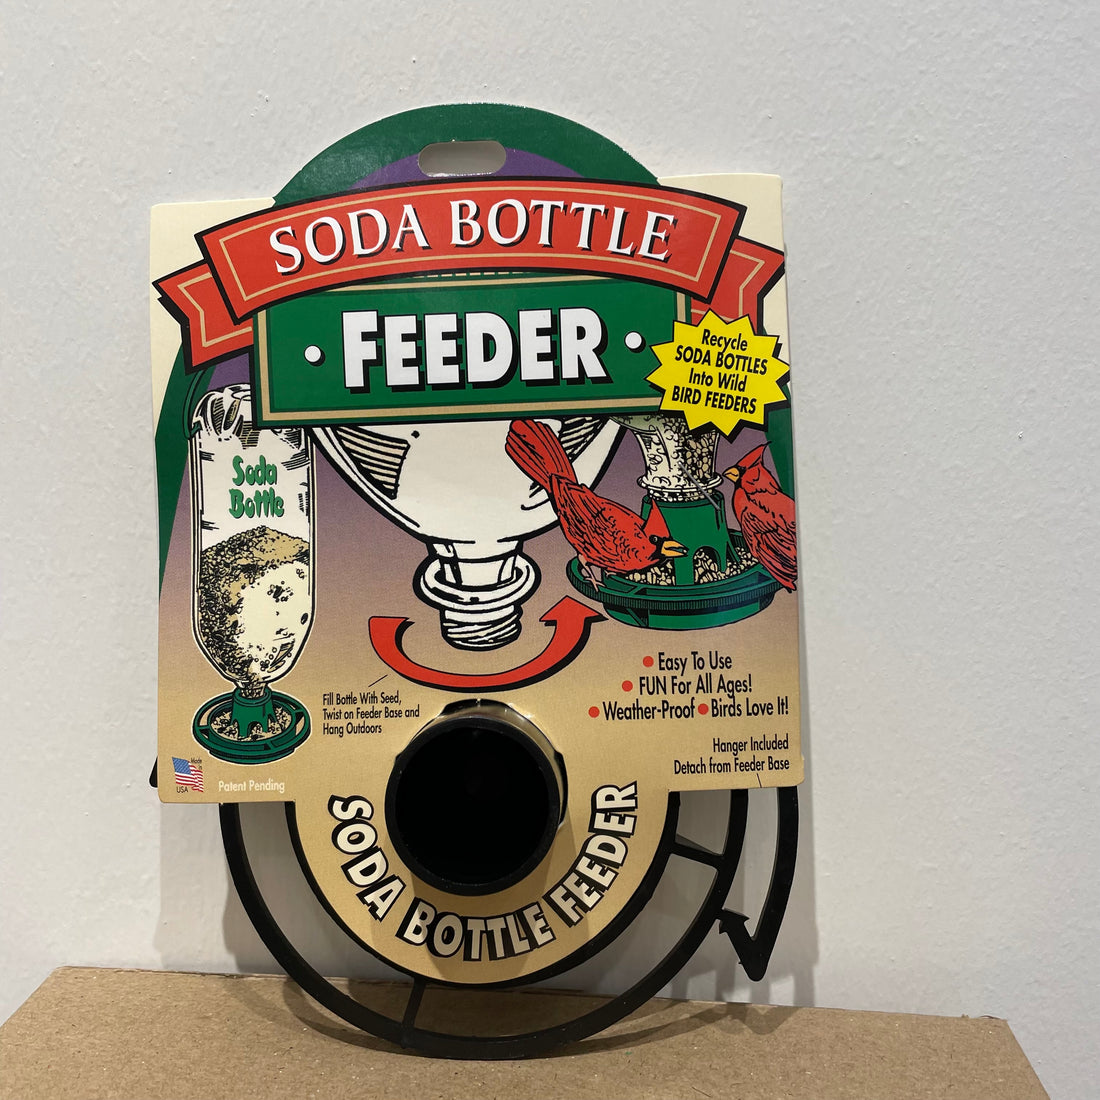 SODA BOTTLE
• FEEDER •
Recycle
SODA BOTTLES
Into Wild
BIRD FEEDERS
Soda
Bottle
Fill Bottle With Seed,
Twist on Feeder Base and
Hang Outdoors
• Easy To Use
• FUN For All Ages!
• Weather-Proof • Birds Love It!
Hanger Included
Detach from Feeder Base
Made in
USA
Patent Pending
SODA BOTTLE FEEDER